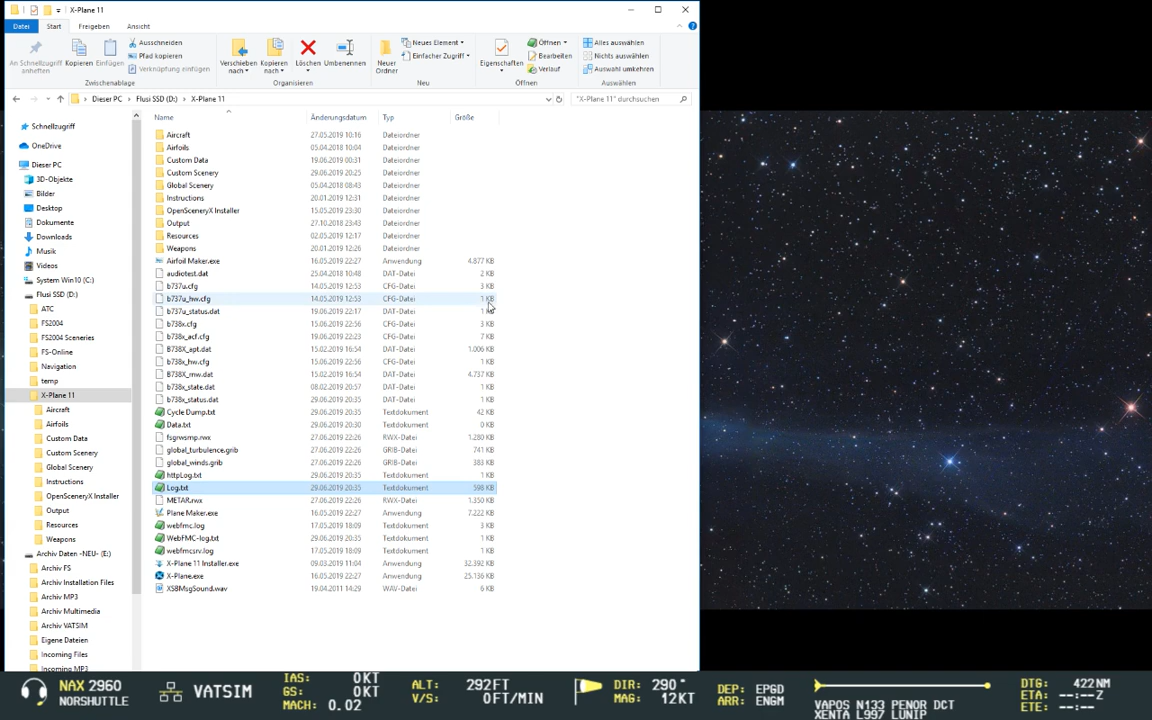 X-Plane 11
Datei Start Freigeben Ansicht
An Schnellzugriff anheften
Kopieren
Einfügen
Ausschneiden
Pfad kopieren
Verknüpfung einfügen
Zwischenablage
Verschieben nach
Kopieren nach
Löschen
Umbenennen
Organisieren
Neuer Ordner
Neues Element
Einfacher Zugriff
Neu
Eigenschaften
Öffnen
Bearbeiten
Verlauf
Öffnen
Alles auswählen
Nichts auswählen
Auswahl umkehren
Auswählen
Dieser PC > Flusi SSD (D:) > X-Plane 11
"X-Plane 11" durchsuchen
Schnellzugriff
OneDrive
Dieser PC
3D-Objekte
Bilder
Desktop
Dokumente
Downloads
Musik
Videos
System Win10 (C:)
Flusi SSD (D:)
ATC
FS2004
FS2004 Sceneries
FS-Online
Navigation
temp
X-Plane 11
Aircraft
Airfoils
Custom Data
Custom Scenery
Global Scenery
Instructions
OpenSceneryX Installer
Output
Resources
Weapons
Archiv Daten -NEU- (E:)
Archiv FS
Archiv Installation Files
Archiv MP3
Archiv Multimedia
Archiv VATSIM
Eigene Dateien
Incoming Files
Incoming MP3
Name Änderungsdatum Typ Größe
Aircraft 27.05.2019 10:16 Dateiordner
Airfoils 05.04.2018 10:04 Dateiordner
Custom Data 19.06.2019 00:31 Dateiordner
Custom Scenery 29.06.2019 20:25 Dateiordner
Global Scenery 05.04.2018 08:43 Dateiordner
Instructions 20.01.2019 12:31 Dateiordner
OpenSceneryX Installer 15.05.2019 23:30 Dateiordner
Output 27.10.2018 23:43 Dateiordner
Resources 02.05.2019 12:17 Dateiordner
Weapons 20.01.2019 12:26 Dateiordner
Airfoil Maker.exe 16.05.2019 22:27 Anwendung 4.877 KB
audiotest.dat 25.04.2018 10:48 DAT-Datei 2 KB
b737u.cfg 14.05.2019 12:53 CFG-Datei 3 KB
b737u_hw.cfg 14.05.2019 12:53 CFG-Datei 1 KB
b737u_status.dat 19.06.2019 22:17 DAT-Datei 1 KB
b738x.cfg 15.06.2019 22:56 CFG-Datei 3 KB
b738x_acf.cfg 19.06.2019 22:23 CFG-Datei 7 KB
B738X_apt.dat 15.02.2019 16:54 DAT-Datei 1.006 KB
b738x_hw.cfg 15.06.2019 22:56 CFG-Datei 1 KB
B738X_rnw.dat 15.02.2019 16:54 DAT-Datei 4.737 KB
b738x_state.dat 08.02.2019 20:57 DAT-Datei 1 KB
b738x_status.dat 29.06.2019 20:35 DAT-Datei 1 KB
Cycle Dump.txt 29.06.2019 20:35 Textdokument 42 KB
Data.txt 29.06.2019 20:30 Textdokument 0 KB
fsgrwsmp.rwx 27.06.2019 22:26 RWX-Datei 1.280 KB
global_turbulence.grib 27.06.2019 22:26 GRIB-Datei 741 KB
global_winds.grib 27.06.2019 22:26 GRIB-Datei 383 KB
httpLog.txt 29.06.2019 20:35 Textdokument 1 KB
Log.txt 29.06.2019 20:35 Textdokument 598 KB
METAR.rwx 27.06.2019 22:26 RWX-Datei 1.350 KB
Plane Maker.exe 16.05.2019 22:27 Anwendung 7.222 KB
webfmc.log 17.05.2019 18:09 Textdokument 3 KB
WebFMC-log.txt 29.06.2019 20:35 Textdokument 1 KB
webfmcsrv.log 17.05.2019 18:09 Textdokument 1 KB
X-Plane 11 Installer.exe 09.03.2019 11:04 Anwendung 32.392 KB
X-Plane.exe 16.05.2019 22:27 Anwendung 25.156 KB
XSBMsgSound.wav 19.04.2011 14:29 WAV-Datei 6 KB
NAX 2960
NORSHUTTLE
VATSIM
IAS: 0KT
GS: 0KT
MACH: 0.02
ALT: 292FT
V/S: 0FT/MIN
DIR: 290°
MAG: 12KT
DEP: EPGD
ARR: ENGM
VAPOS N133 PENOR DCT
XENTA L997 LUNIP
DTG: 422NM
ETA: --:--Z
ETE: --:--